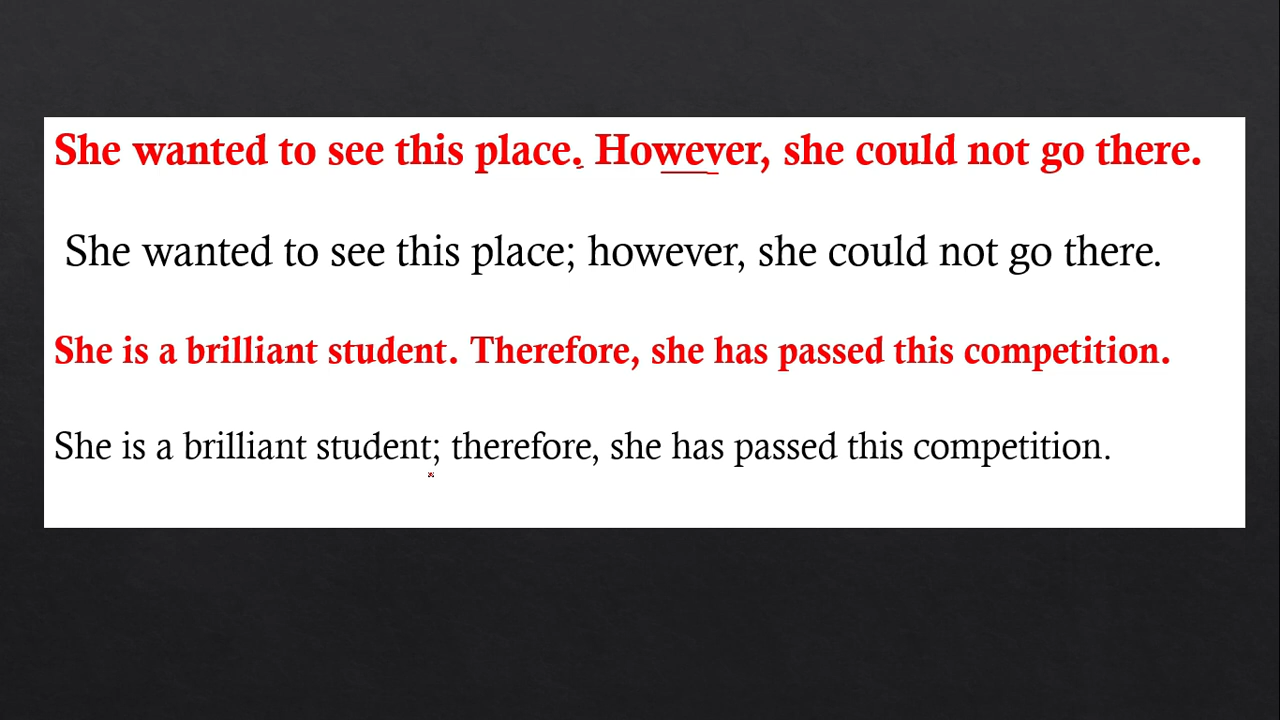 She wanted to see this place. However, she could not go there.
She wanted to see this place; however, she could not go there.
She is a brilliant student. Therefore, she has passed this competition.
She is a brilliant student; therefore, she has passed this competition.